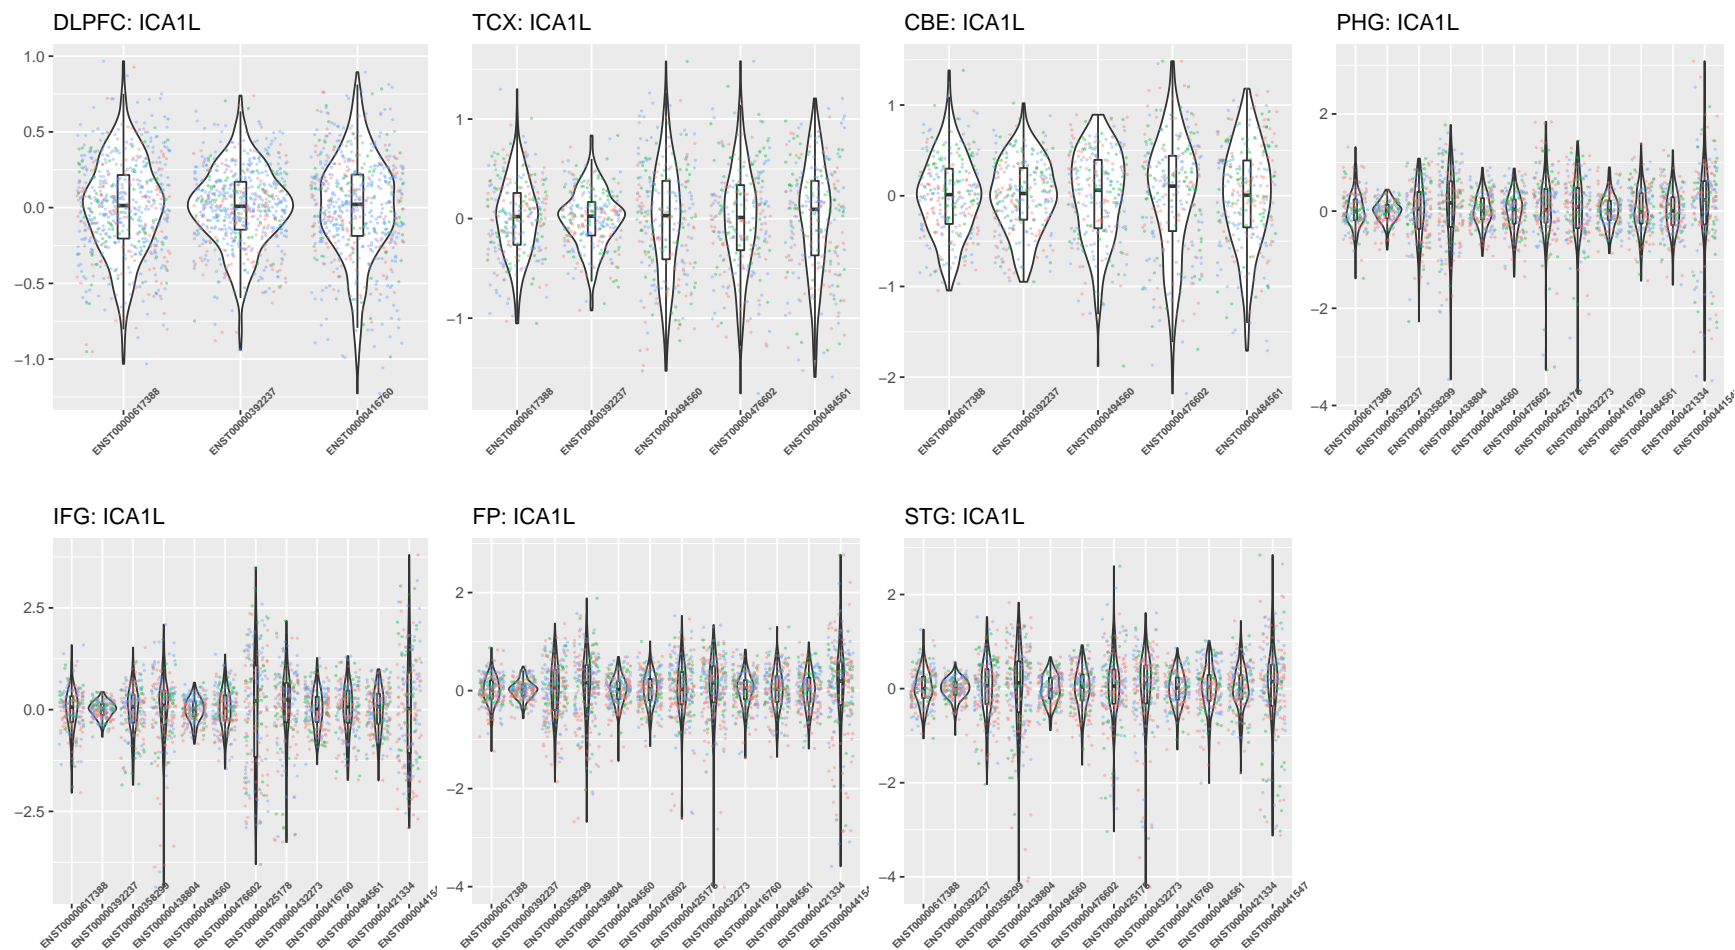 DLPFC: ICA1L
1.0
0.5
0.0
−0.5
−1.0
ENST00000617388
ENST00000392237
ENST00000416760
TCX: ICA1L
1
0
−1
ENST00000617388
ENST00000392237
ENST00000494560
ENST00000476602
ENST00000484561
CBE: ICA1L
1
0
−1
−2
ENST00000617388
ENST00000392237
ENST00000494560
ENST00000476602
ENST00000484561
PHG: ICA1L
2
0
−2
−4
ENST00000617388
ENST00000392237
ENST00000358299
ENST00000438804
ENST00000494560
ENST00000476602
ENST00000425178
ENST00000432273
ENST00000416760
ENST00000484561
ENST00000421334
ENST0000044154
IFG: ICA1L
2.5
0.0
−2.5
ENST00000617388
ENST00000392237
ENST00000358299
ENST00000438804
ENST00000494560
ENST00000476602
ENST00000425178
ENST00000432273
ENST00000416760
ENST00000484561
ENST00000421334
ENST0000044154
FP: ICA1L
2
0
−2
−4
ENST00000617388
ENST00000392237
ENST00000358299
ENST00000438804
ENST00000494560
ENST00000476602
ENST00000425178
ENST00000432273
ENST00000416760
ENST00000484561
ENST00000421334
ENST0000044154
STG: ICA1L
2
0
−2
−4
ENST00000617388
ENST00000392237
ENST00000358299
ENST00000438804
ENST00000494560
ENST00000476602
ENST00000425178
ENST00000432273
ENST00000416760
ENST00000484561
ENST00000421334
ENST00000441547